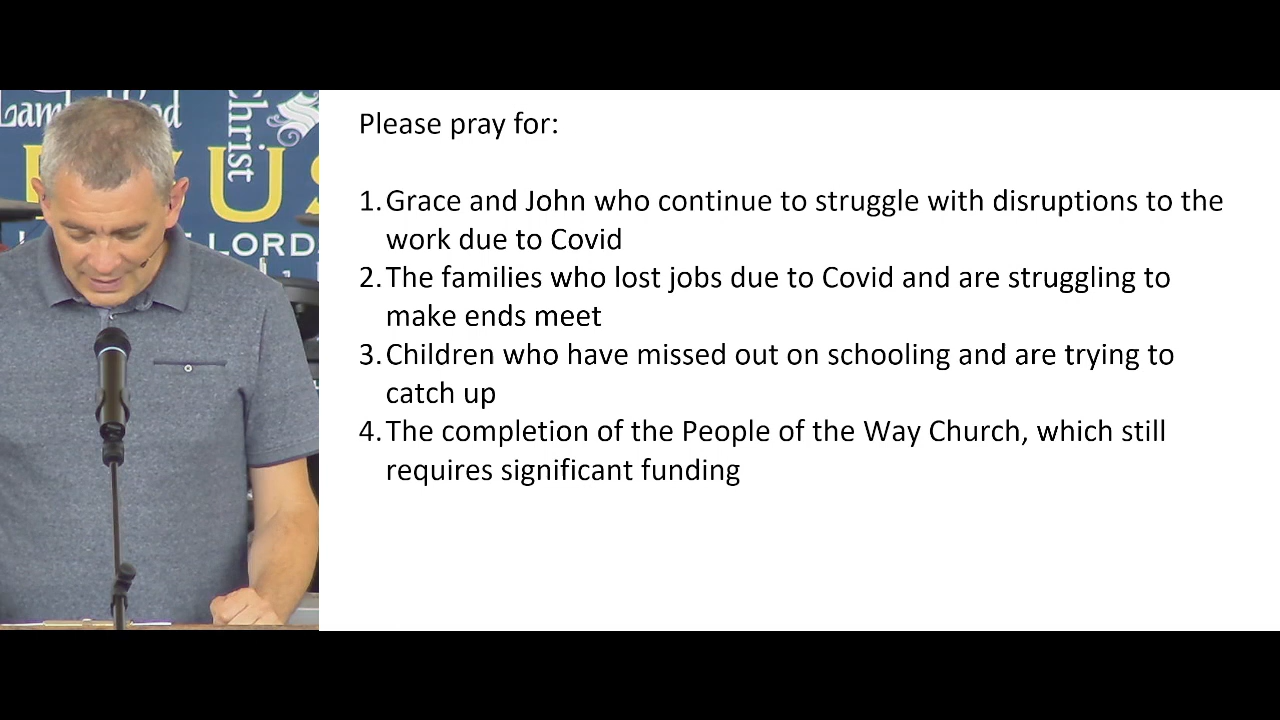 Lamb
Christ
US
LORD
Please pray for:
1. Grace and John who continue to struggle with disruptions to the
work due to Covid
2. The families who lost jobs due to Covid and are struggling to
make ends meet
3. Children who have missed out on schooling and are trying to
catch up
4. The completion of the People of the Way Church, which still
requires significant funding